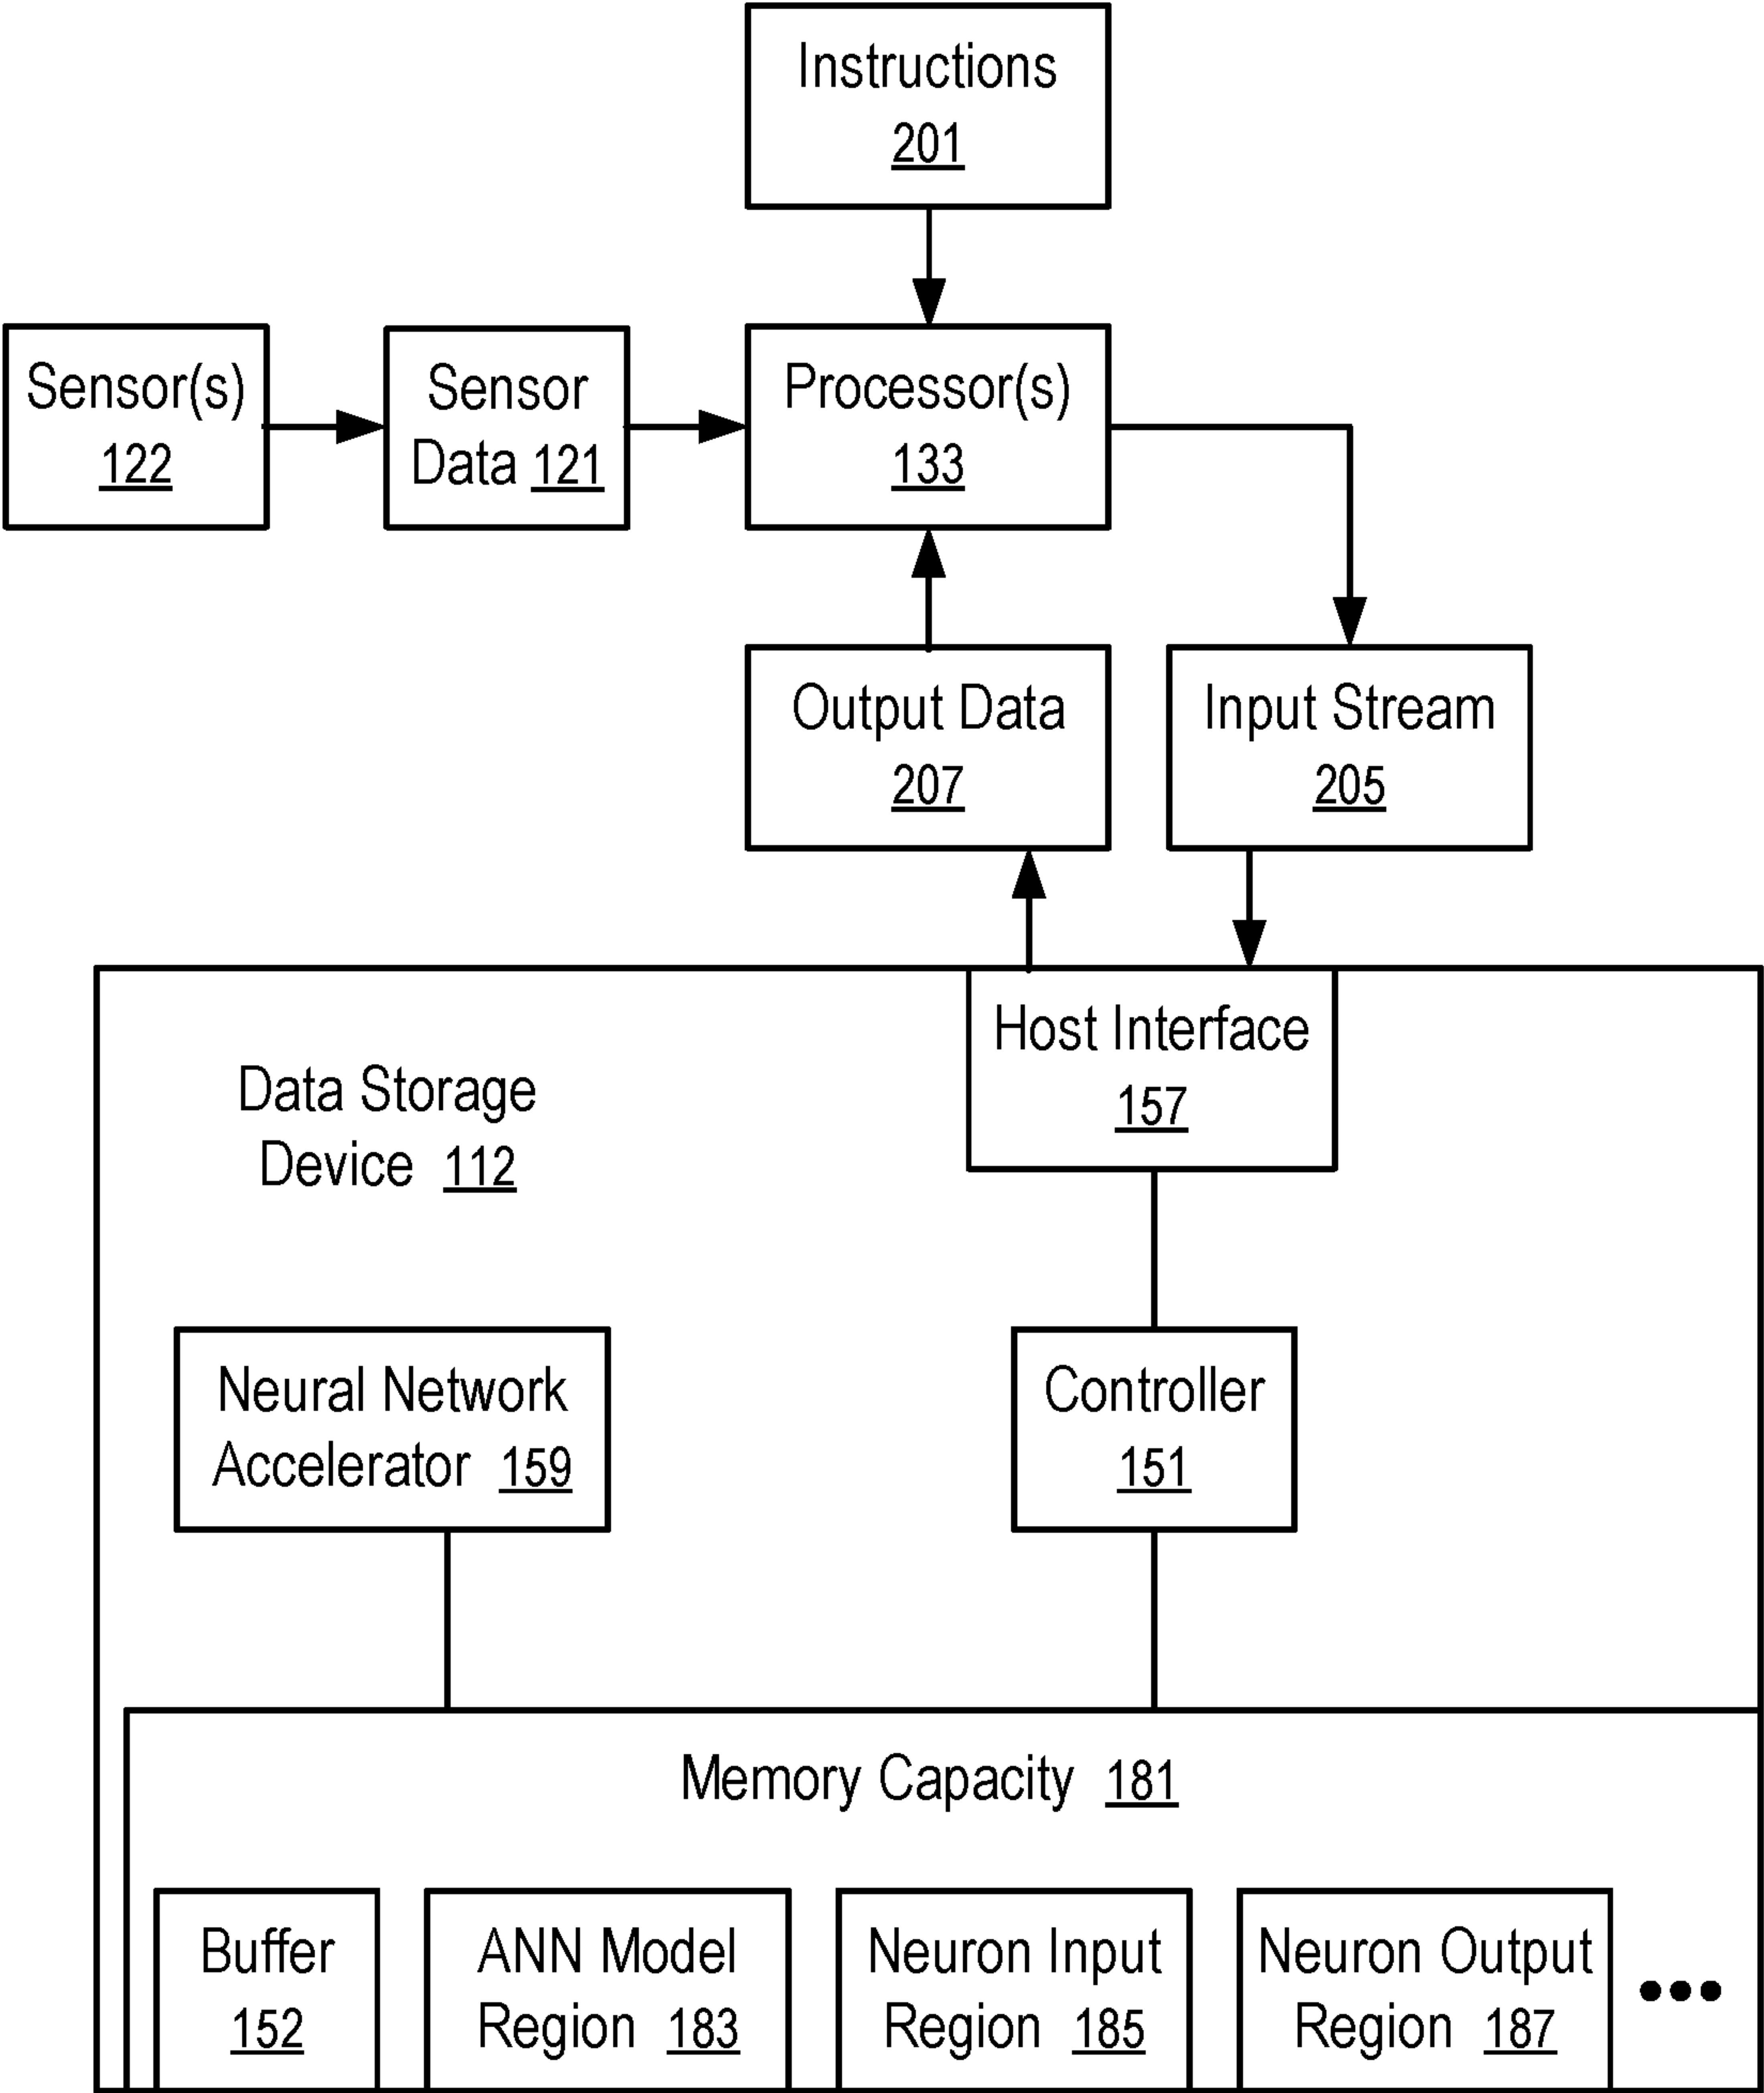 Instructions
201
Sensor(s)
122
Sensor
Data 121
Processor(s)
133
Output Data
207
Input Stream
205
Host Interface
157
Data Storage
Device 112
Neural Network
Accelerator 159
Controller
151
Memory Capacity 181
Buffer
152
ANN Model
Region 183
Neuron Input
Region 185
Neuron Output
Region 187